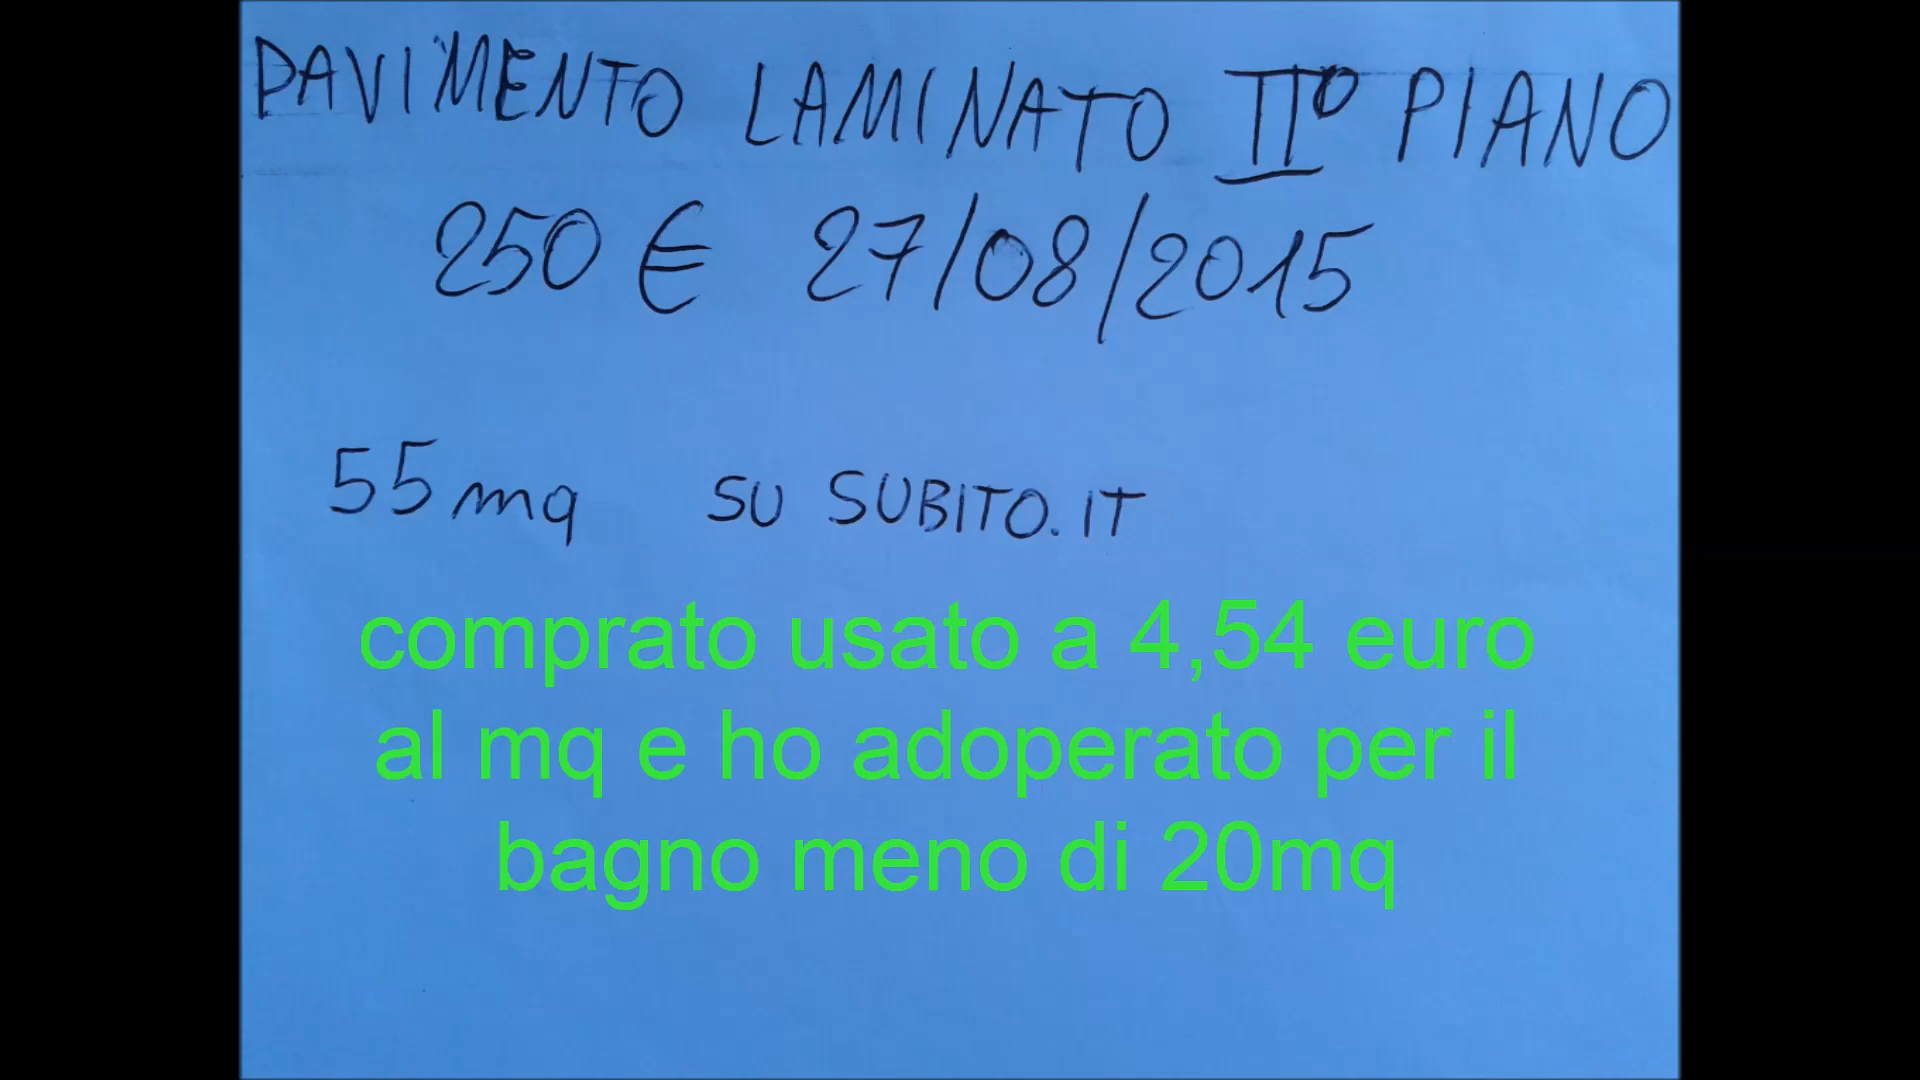 PAVIMENTO LAMINATO IIº PIANO
250 € 27/08/2015
55 mq SU SUBITO.IT
comprato usato a 4,54 euro
al mq e ho adoperato per il
bagno meno di 20mq